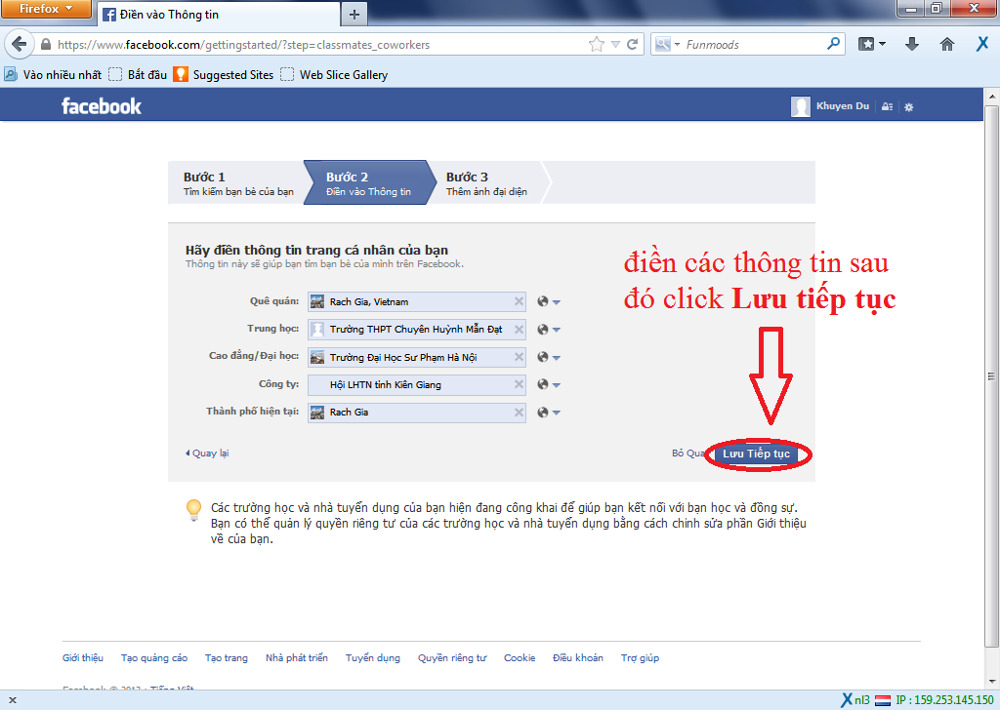 Firefox
Điền vào Thông tin
https://www.facebook.com/gettingstarted/?step=classmates_coworkers
Funmoods
Vào nhiều nhất
Bắt đầu
Suggested Sites
Web Slice Gallery
facebook
Khuyen Du
Bước 1
Tìm kiếm bạn bè của bạn
Bước 2
Điền vào Thông tin
Bước 3
Thêm ảnh đại diện
Hãy điền thông tin trang cá nhân của bạn
Thông tin này sẽ giúp bạn tìm bạn bè của mình trên Facebook.
điền các thông tin sau
đó click Lưu tiếp tục
Quê quán: Rach Gia, Vietnam
Trung học: Trường THPT Chuyên Huỳnh Mẫn Đạt
Cao đẳng/Đại học: Trường Đại Học Sư Phạm Hà Nội
Công ty: Hội LHTN tỉnh Kiên Giang
Thành phố hiện tại: Rach Gia
Quay lại
Bỏ Qua
Lưu Tiếp tục
Các trường học và nhà tuyển dụng của bạn hiện đang công khai để giúp bạn kết nối với bạn học và đồng sự.
Bạn có thể quản lý quyền riêng tư của các trường học và nhà tuyển dụng bằng cách chỉnh sửa phần Giới thiệu
về của bạn.
Giới thiệu
Tạo quảng cáo
Tạo trang
Nhà phát triển
Tuyển dụng
Quyền riêng tư
Cookie
Điều khoản
Trợ giúp
Facebook © 2012 · Tiếng Việt
nl3
IP : 159.253.145.150